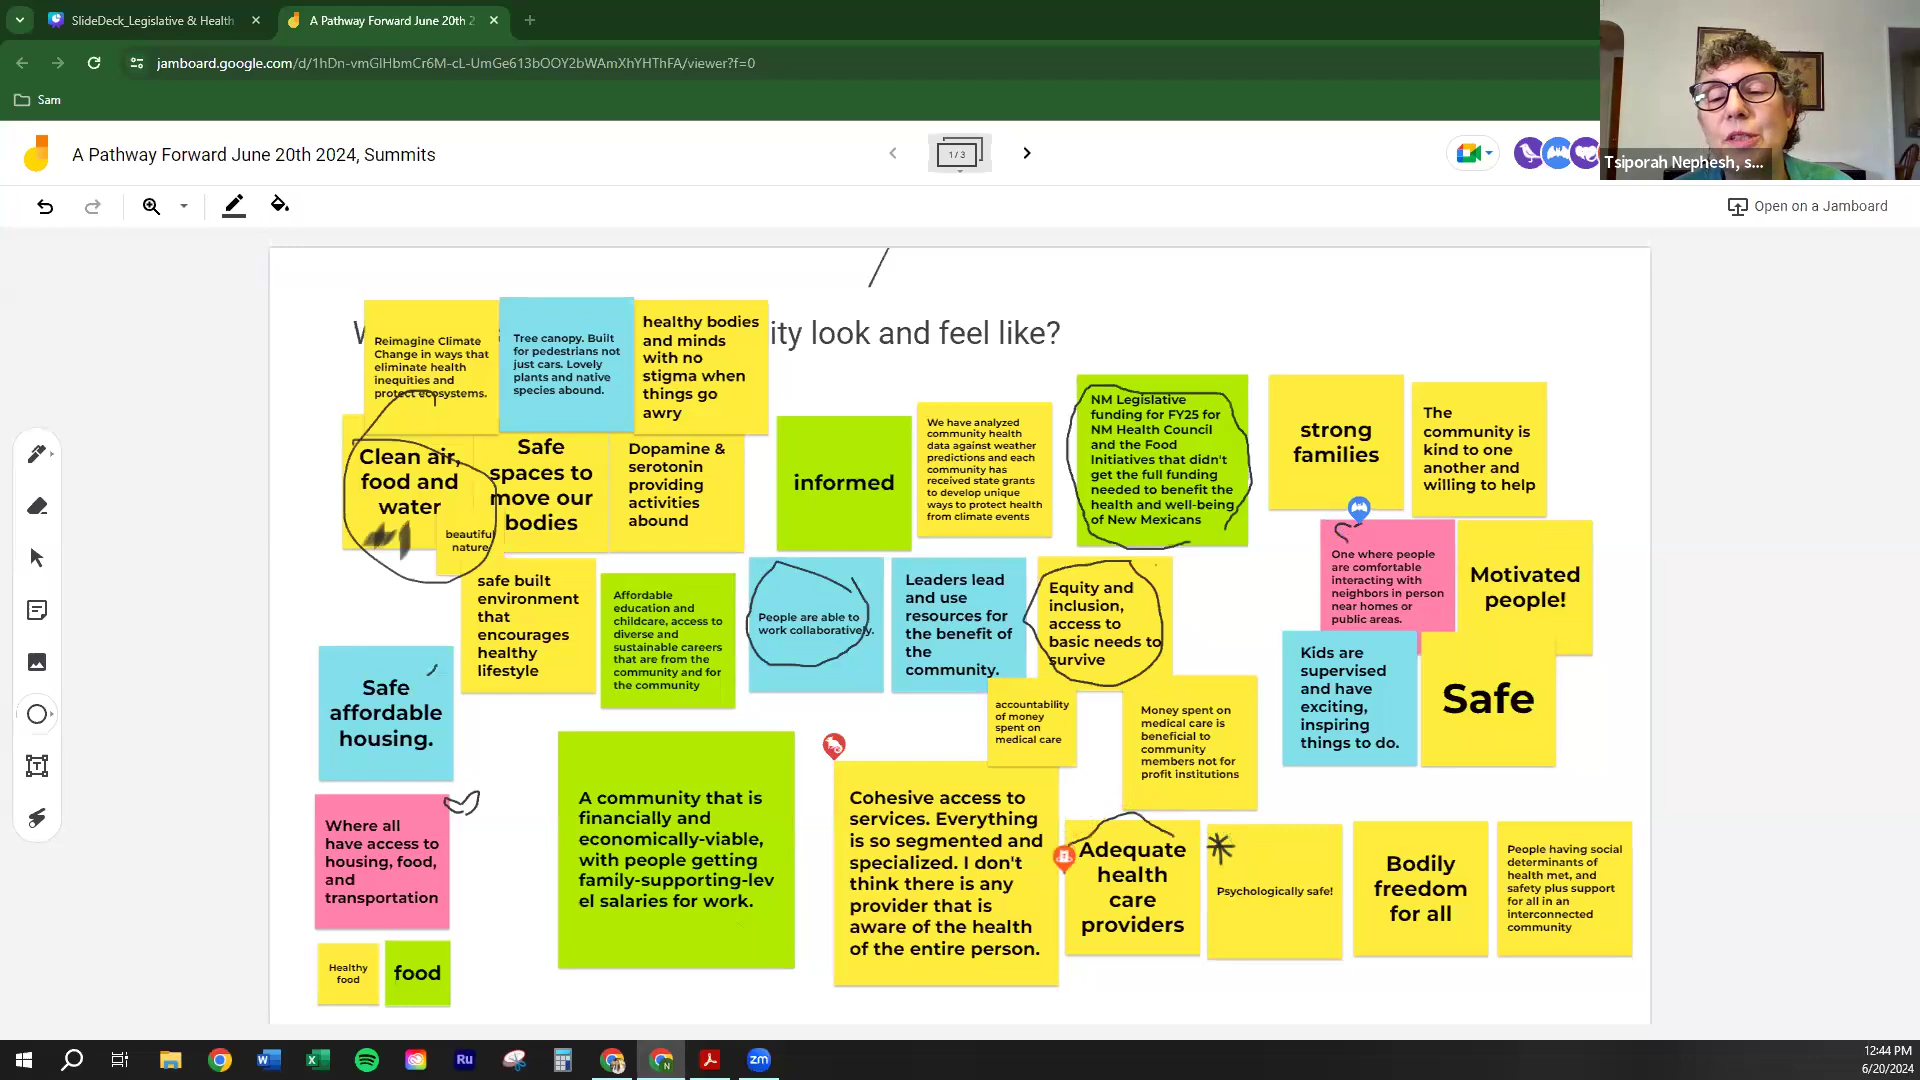 SlideDeck_Legislative & Health
A Pathway Forward June 20th 2
jamboard.google.com/d/1hDn-vmGlHbmCr6M-cL-UmGe613bOOY2bWAmXhYHThFA/viewer?f=0
Sam
A Pathway Forward June 20th 2024, Summits
1 / 3
Tsiporah Nephesh, s...
Open on a Jamboard
ity look and feel like?
Reimagine Climate
Change in ways that
eliminate health
inequities and
protect ecosystems.
Tree canopy. Built
for pedestrians not
just cars. Lovely
plants and native
species abound.
healthy bodies
and minds
with no
stigma when
things go
awry
Clean air,
food and
water
beautiful
nature
Safe
spaces to
move our
bodies
Dopamine &
serotonin
providing
activities
abound
informed
We have analyzed
community health
data against weather
predictions and each
community has
received state grants
to develop unique
ways to protect health
from climate events
NM Legislative
funding for FY25 for
NM Health Council
and the Food
Initiatives that didn't
get the full funding
needed to benefit the
health and well-being
of New Mexicans
strong
families
The
community is
kind to one
another and
willing to help
safe built
environment
that
encourages
healthy
lifestyle
Affordable
education and
childcare, access to
diverse and
sustainable careers
that are from the
community and for
the community
People are able to
work collaboratively.
Leaders lead
and use
resources for
the benefit of
the
community.
Equity and
inclusion,
access to
basic needs to
survive
One where people
are comfortable
interacting with
neighbors in person
near homes or
public areas.
Motivated
people!
Safe
affordable
housing.
accountability
of money
spent on
medical care
Money spent on
medical care is
beneficial to
community
members not for
profit institutions
Kids are
supervised
and have
exciting,
inspiring
things to do.
Safe
Where all
have access to
housing, food,
and
transportation
A community that is
financially and
economically-viable,
with people getting
family-supporting-lev
el salaries for work.
Cohesive access to
services. Everything
is so segmented and
specialized. I don't
think there is any
provider that is
aware of the health
of the entire person.
Adequate
health
care
providers
Psychologically safe!
Bodily
freedom
for all
People having social
determinants of
health met, and
safety plus support
for all in an
interconnected
community
Healthy
food
food
Ru
N
zm
12:44 PM
6/20/2024